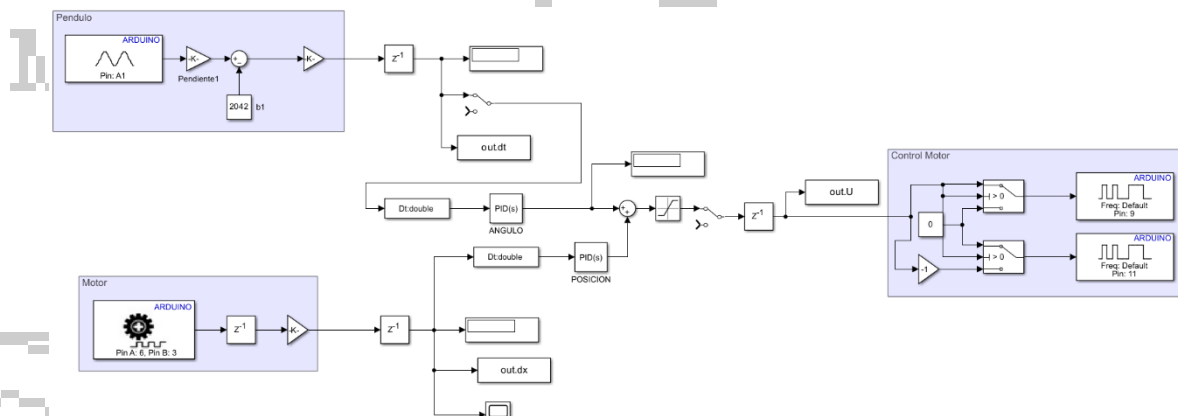 Pendulo
ARDUINO
Pin: A1
-K-
Pendiente1
+
-
2042
b1
-K-
Z⁻¹
out.dt
Dt:double
PID(s)
ANGULO
+
+
Z⁻¹
out.U
Dt:double
PID(s)
POSICION
Motor
ARDUINO
Pin A: 6, Pin B: 3
Z⁻¹
-K-
Z⁻¹
out.dx
Control Motor
> 0
ARDUINO
Freq: Default
Pin: 9
0
-1
> 0
ARDUINO
Freq: Default
Pin: 11